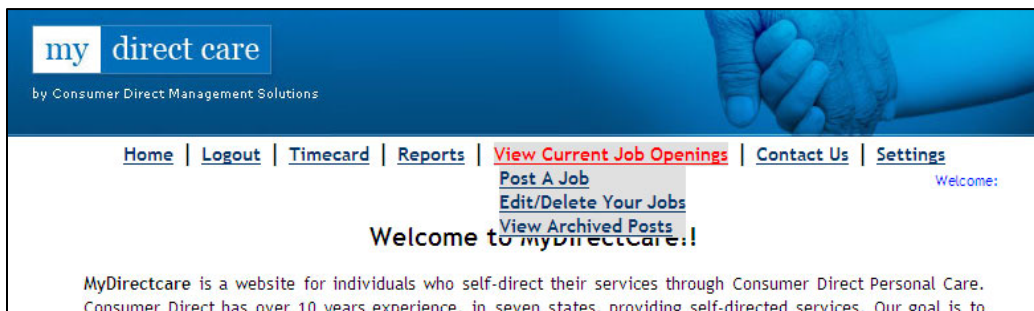 my direct care
by Consumer Direct Management Solutions
Home | Logout | Timecard | Reports | View Current Job Openings | Contact Us | Settings
Post A Job
Welcome:
Edit/Delete Your Jobs
View Archived Posts
Welcome to MyDirectCare!!
MyDirectcare is a website for individuals who self-direct their services through Consumer Direct Personal Care.
Consumer Direct has over 10 years experience, in seven states, providing self-directed services. Our goal is to